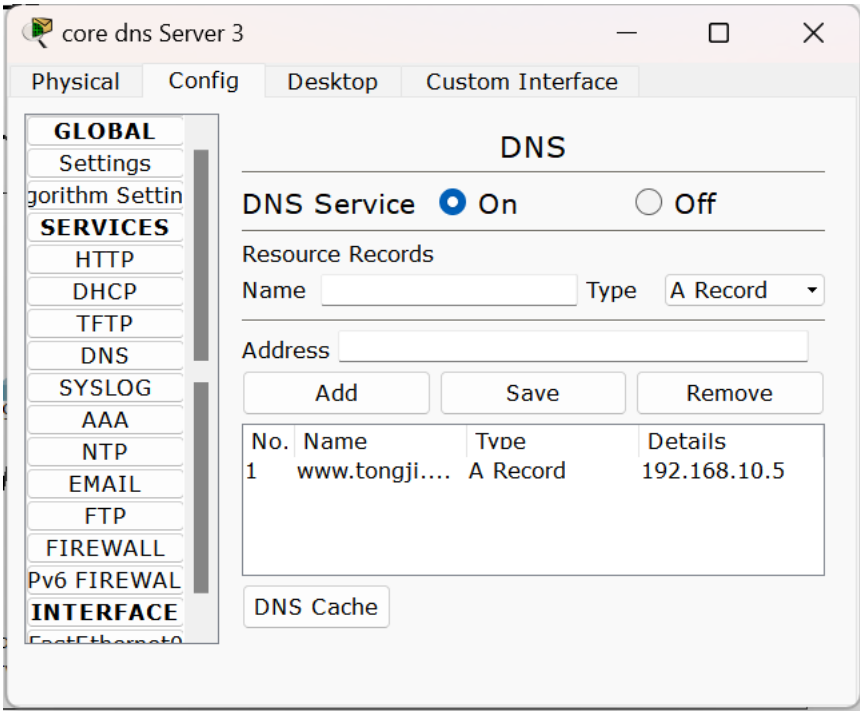 core dns Server 3
Physical Config Desktop Custom Interface
GLOBAL
Settings
gorithm Settin
SERVICES
HTTP
DHCP
TFTP
DNS
SYSLOG
AAA
NTP
EMAIL
FTP
FIREWALL
Pv6 FIREWAL
INTERFACE
FastEthernet0
DNS
DNS Service On Off
Resource Records
Name Type A Record
Address
Add Save Remove
No. Name Type Details
1 www.tongji.... A Record 192.168.10.5
DNS Cache